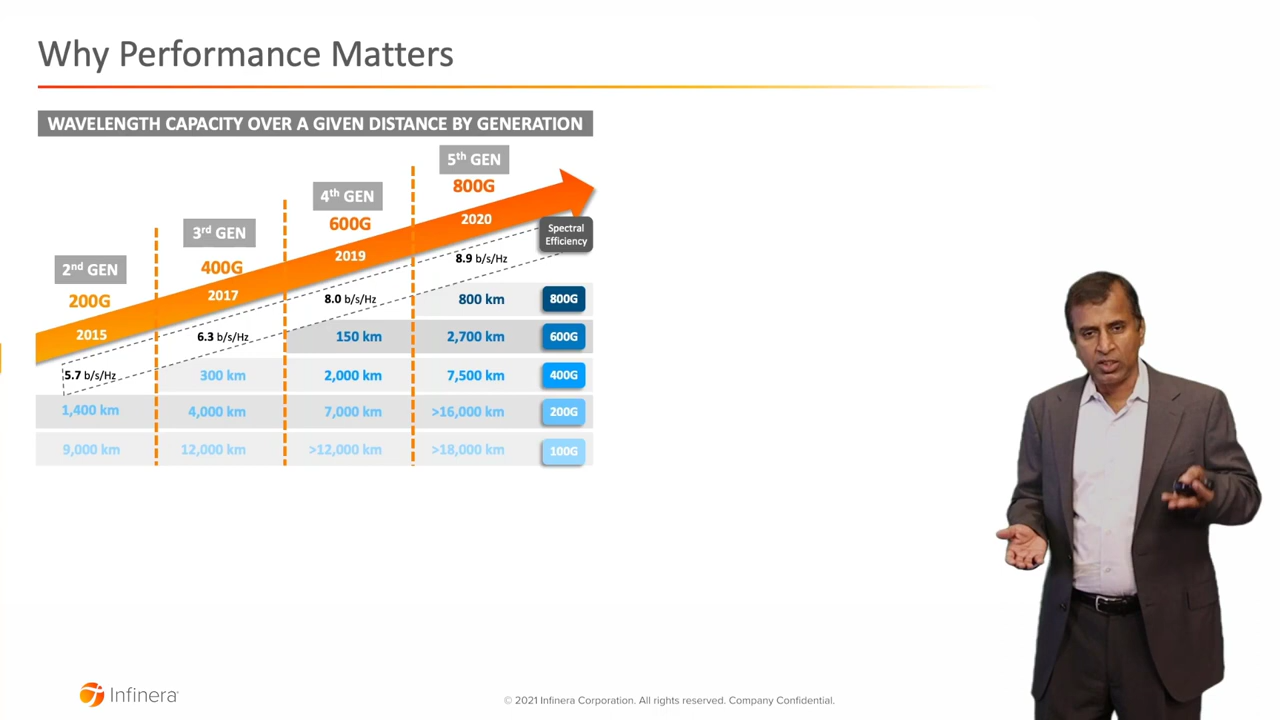 Why Performance Matters
WAVELENGTH CAPACITY OVER A GIVEN DISTANCE BY GENERATION
5th GEN
800G
2020
4th GEN
600G
2019
3rd GEN
400G
2017
2nd GEN
200G
2015
Spectral
Efficiency
5.7 b/s/Hz
6.3 b/s/Hz
8.0 b/s/Hz
8.9 b/s/Hz
800 km 800G
150 km 2,700 km 600G
300 km 2,000 km 7,500 km 400G
1,400 km 4,000 km 7,000 km >16,000 km 200G
9,000 km 12,000 km >12,000 km >18,000 km 100G
Infinera
© 2021 Infinera Corporation. All rights reserved. Company Confidential.